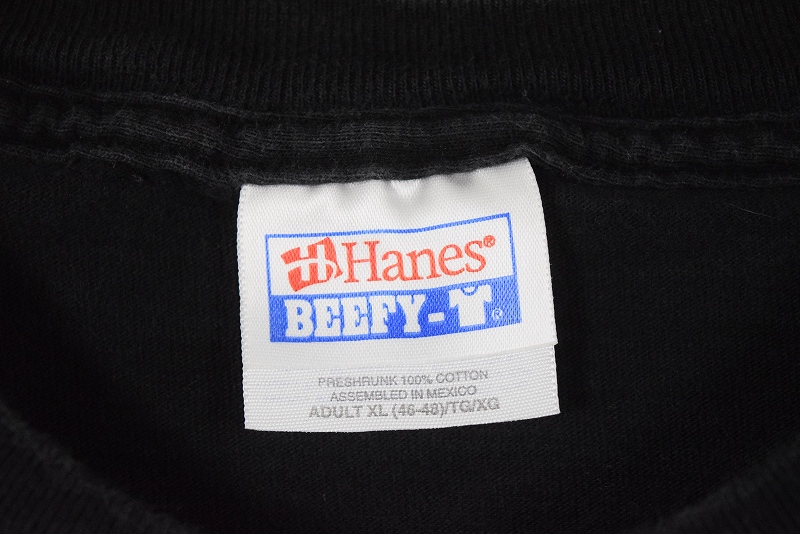 Hanes®
BEEFY-T®
PRESHRUNK 100% COTTON
ASSEMBLED IN MEXICO
ADULT XL (46-48)/TG/XG